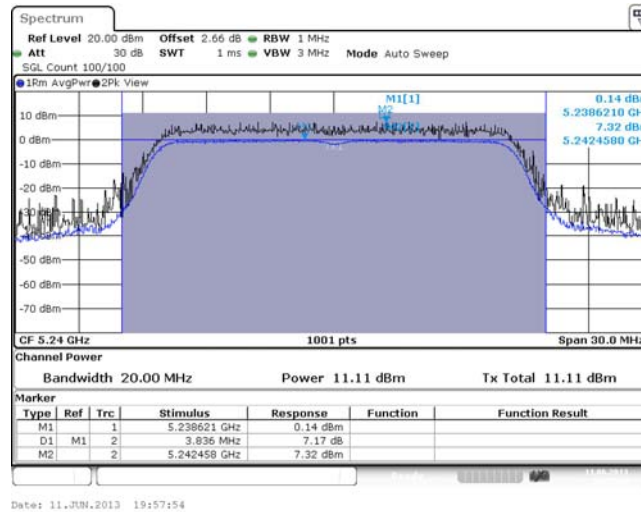 Spectrum
Ref Level 20.00 dBm Offset 2.66 dB RBW 1 MHz
Att 30 dB SWT 1 ms VBW 3 MHz Mode Auto Sweep
SGL Count 100/100
1Rm AvgPwr 2Pk View
M1[1] 0.14 dB
M2 5.2386210 GH
10 dBm 7.32 dB
0 dBm 5.2424580 GH
-10 dBm
-20 dBm
-50 dBm
-60 dBm
-70 dBm
CF 5.24 GHz 1001 pts Span 30.0 MHz
Channel Power
Bandwidth 20.00 MHz Power 11.11 dBm Tx Total 11.11 dBm
Marker
Type Ref Trc Stimulus Response Function Function Result
M1 1 5.238621 GHz 0.14 dBm
D1 M1 2 3.836 MHz 7.17 dB
M2 2 5.242458 GHz 7.32 dBm
Date: 11.JUN.2013 19:57:54